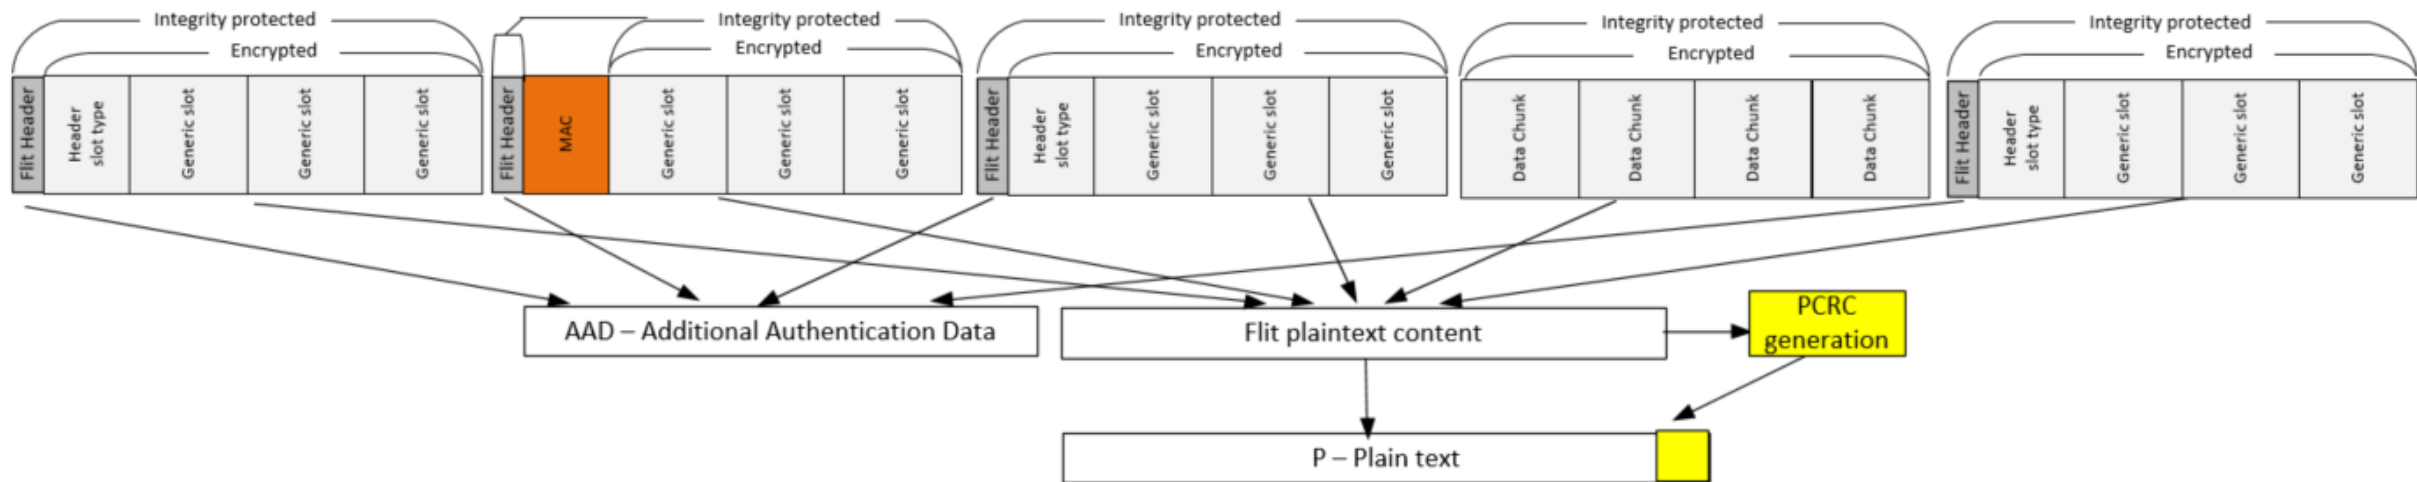 Integrity protected
Encrypted
Flit Header
Header
slot type
Generic slot
Generic slot
Generic slot
Integrity protected
Encrypted
Flit Header
MAC
Generic slot
Generic slot
Generic slot
Integrity protected
Encrypted
Flit Header
Header
slot type
Generic slot
Generic slot
Generic slot
Integrity protected
Encrypted
Data Chunk
Data Chunk
Data Chunk
Data Chunk
Integrity protected
Encrypted
Flit Header
Header
slot type
Generic slot
Generic slot
Generic slot
AAD – Additional Authentication Data
Flit plaintext content
PCRC
generation
P – Plain text